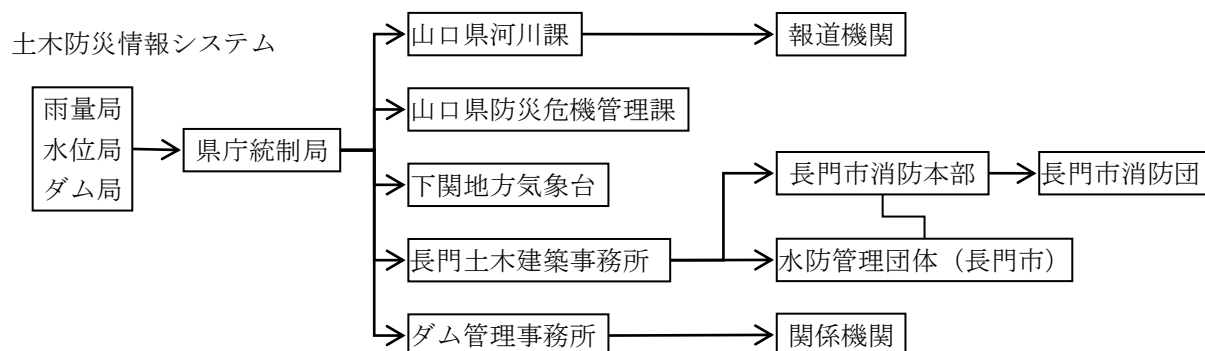 土木防災情報システム
雨量局
水位局
ダム局
県庁統制局
山口県河川課
報道機関
山口県防災危機管理課
下関地方気象台
長門土木建築事務所
長門市消防本部
長門市消防団
水防管理団体（長門市）
ダム管理事務所
関係機関